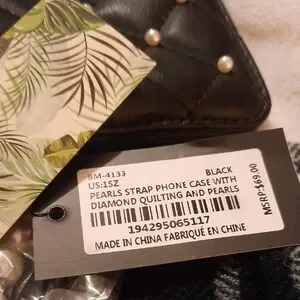 BM-4133 BLACK
US:1SZ
PEARLS STRAP PHONE CASE WITH
DIAMOND QUILTING AND PEARLS
194295065117
MADE IN CHINA FABRIQUÉ EN CHINE
MSRP:$69.00